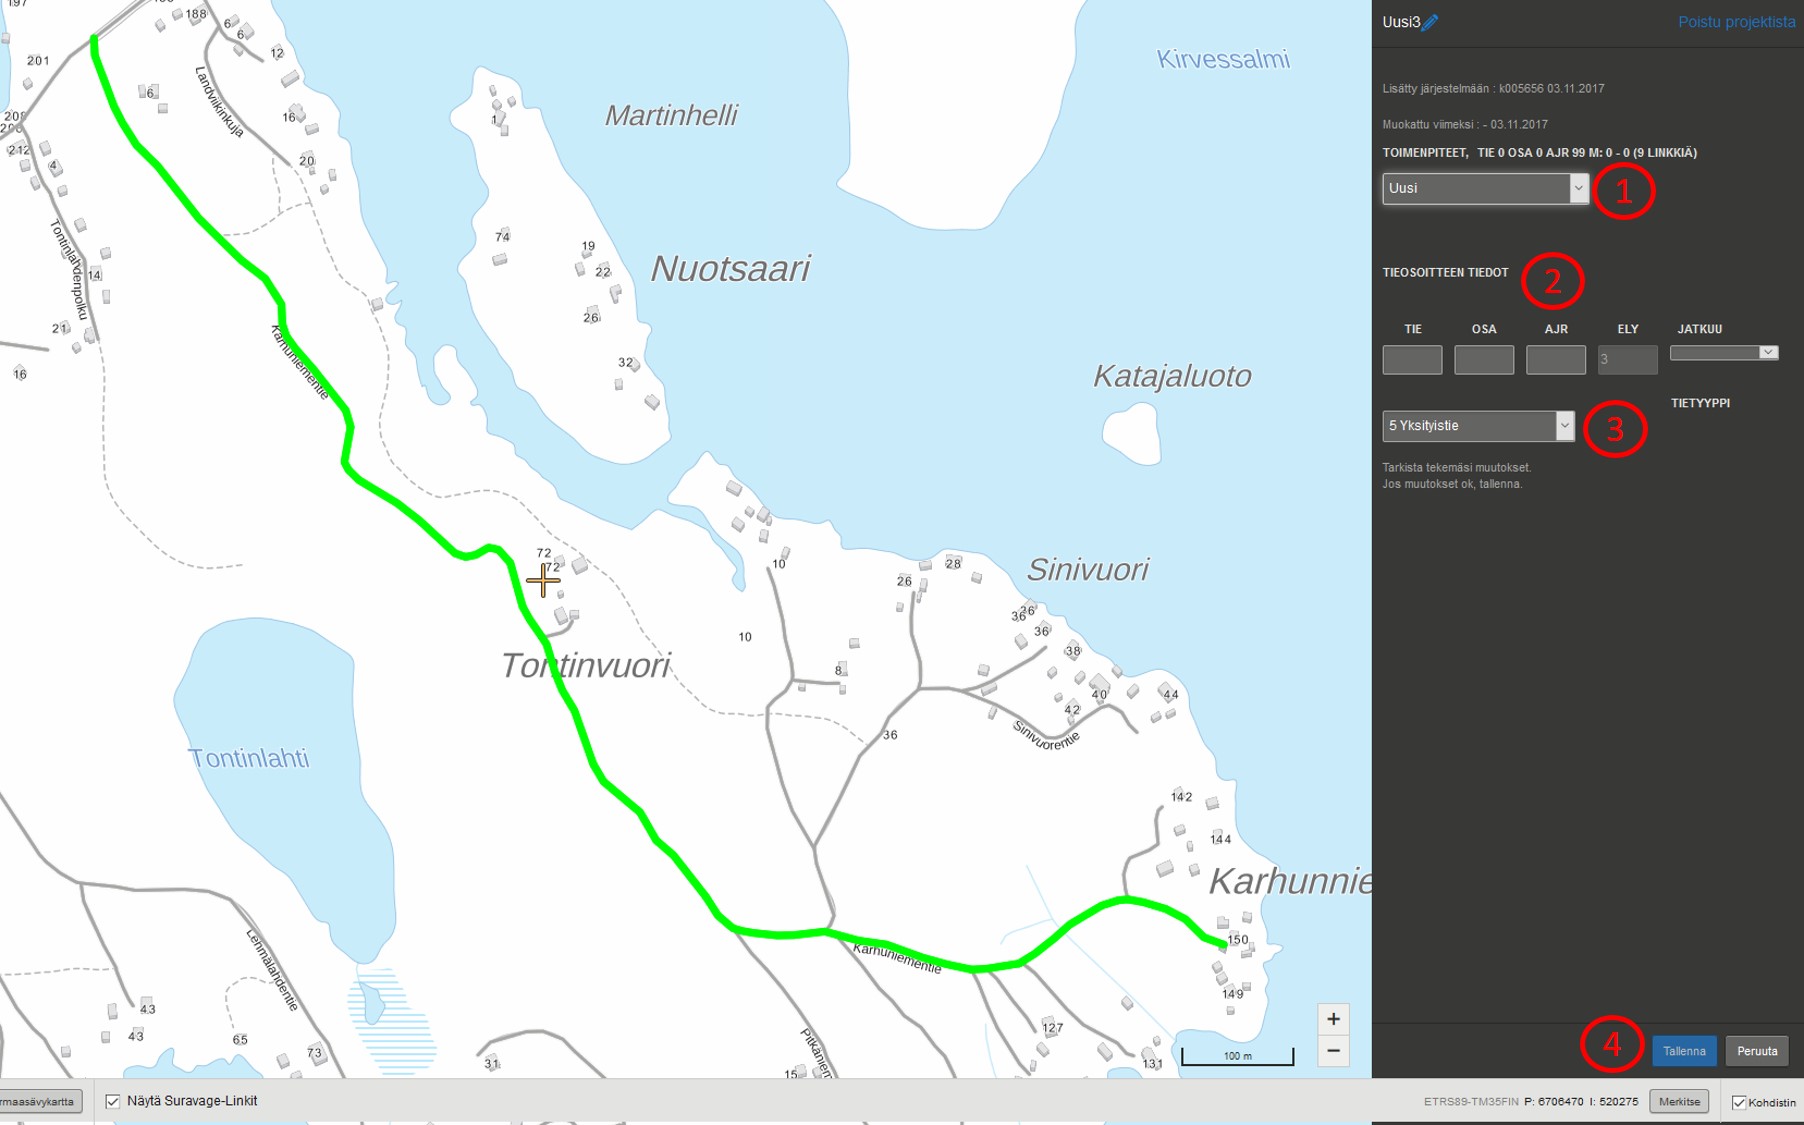 197
188
6
6
12
201
Landviikinkuja
6
16
208
212
4
20
Tontinlahdenpolku
14
21
16
Karhuniementie
1
Martinhelli
Kirvessalmi
74
19
22
Nuotsaari
26
32
Katajaluoto
72
72
10
26
28
Sinivuori
36
36
36
10
8
38
40
42
44
Tontinvuori
36
Sinivuorentie
Tontinlahti
142
144
Karhunnie
Karhuniementie
150
149
Lehmälahdentie
43
43
65
73
31
15
Pitkäniem
127
131
+
−
100 m
Uusi3
Poistu projektista
Lisätty järjestelmään : k005656 03.11.2017
Muokattu viimeksi : - 03.11.2017
TOIMENPITEET, TIE 0 OSA 0 AJR 99 M: 0 - 0 (9 LINKKIÄ)
Uusi
1
TIEOSOITTEEN TIEDOT
2
TIE OSA AJR ELY JATKUU
3
TIETYYPPI
5 Yksityistie
3
Tarkista tekemäsi muutokset.
Jos muutokset ok, tallenna.
4
Tallenna
Peruuta
rmaasävykartta
Näytä Suravage-Linkit
ETRS89-TM35FIN P: 6706470 I: 520275
Merkitse
Kohdistin